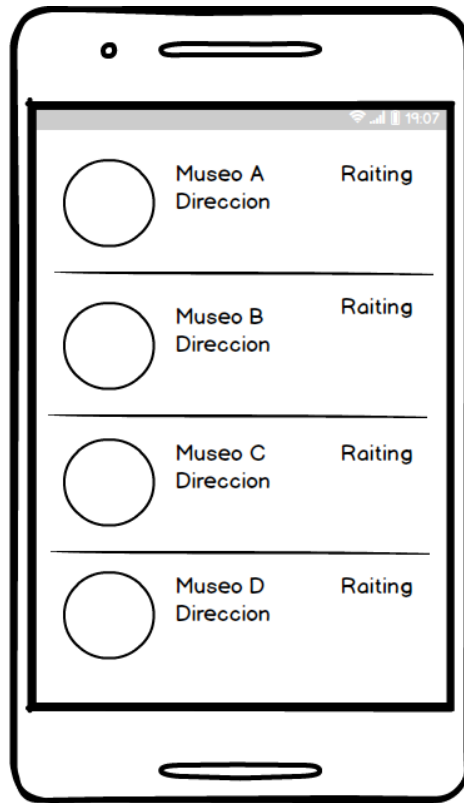 19:07
Museo A Raiting
Direccion
Museo B Raiting
Direccion
Museo C Raiting
Direccion
Museo D Raiting
Direccion